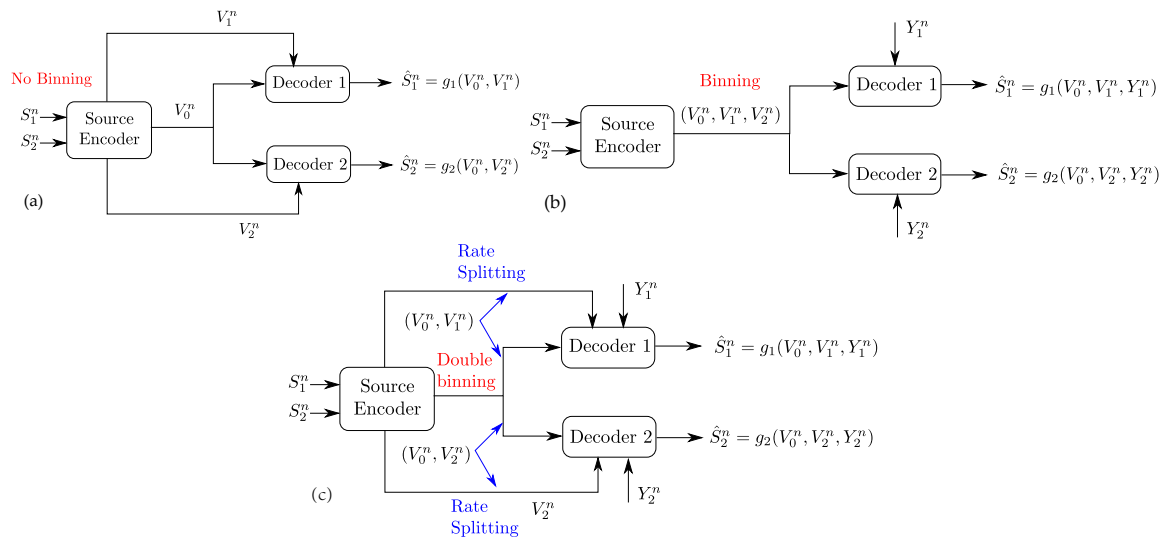 V_1^n
No Binning
Decoder 1
Ŝ_1^n = g_1(V_0^n, V_1^n)
S_1^n
S_2^n
Source
Encoder
V_0^n
Decoder 2
Ŝ_2^n = g_2(V_0^n, V_2^n)
(a)
V_2^n
Y_1^n
Binning
Decoder 1
Ŝ_1^n = g_1(V_0^n, V_1^n, Y_1^n)
(V_0^n, V_1^n, V_2^n)
S_1^n
S_2^n
Source
Encoder
Decoder 2
Ŝ_2^n = g_2(V_0^n, V_2^n, Y_2^n)
(b)
Y_2^n
Rate
Splitting
Y_1^n
(V_0^n, V_1^n)
Decoder 1
Ŝ_1^n = g_1(V_0^n, V_1^n, Y_1^n)
Double
binning
S_1^n
S_2^n
Source
Encoder
Decoder 2
Ŝ_2^n = g_2(V_0^n, V_2^n, Y_2^n)
(V_0^n, V_2^n)
(c)
Rate
Splitting
V_2^n
Y_2^n